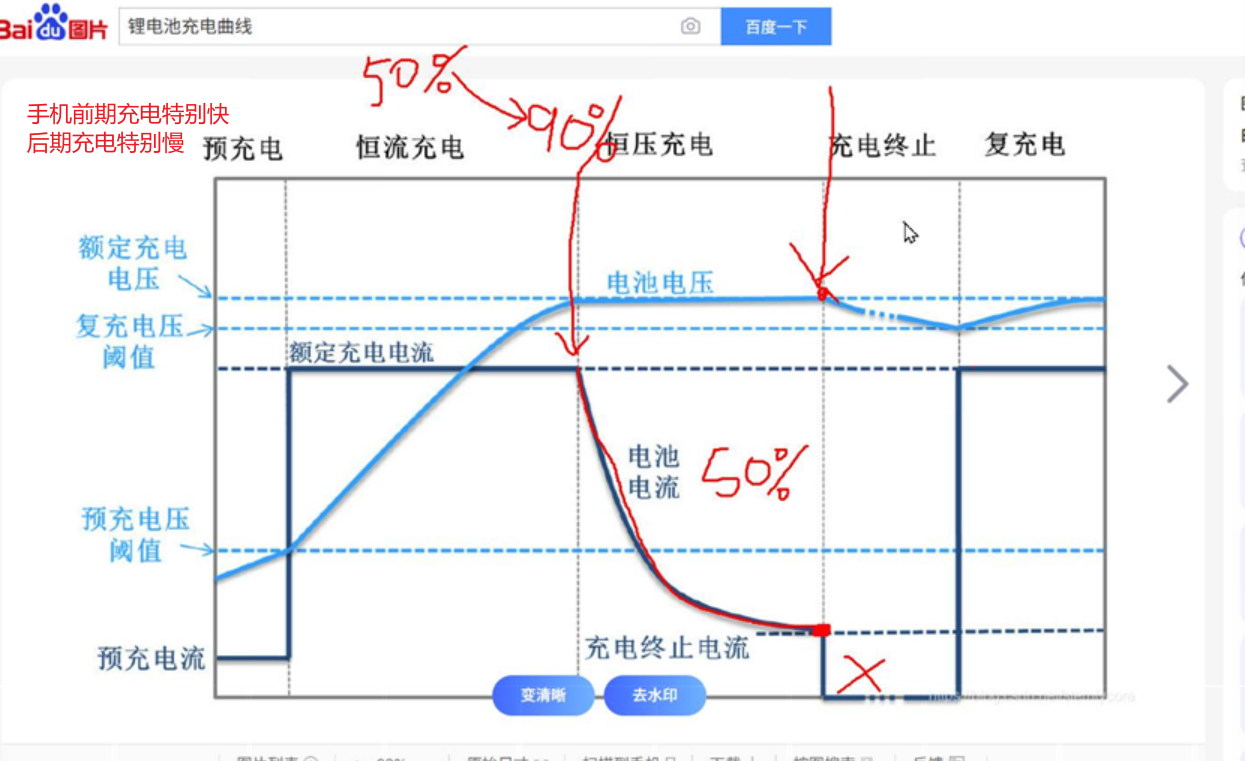 Bai du 图片
锂电池充电曲线
百度一下
50%
90%
手机前期充电特别快
后期充电特别慢
预充电
恒流充电
恒压充电
充电终止
复充电
额定充电
电压
电池电压
复充电压
阈值
额定充电电流
电池
电流
50%
预充电压
阈值
充电终止电流
预充电流
变清晰
去水印